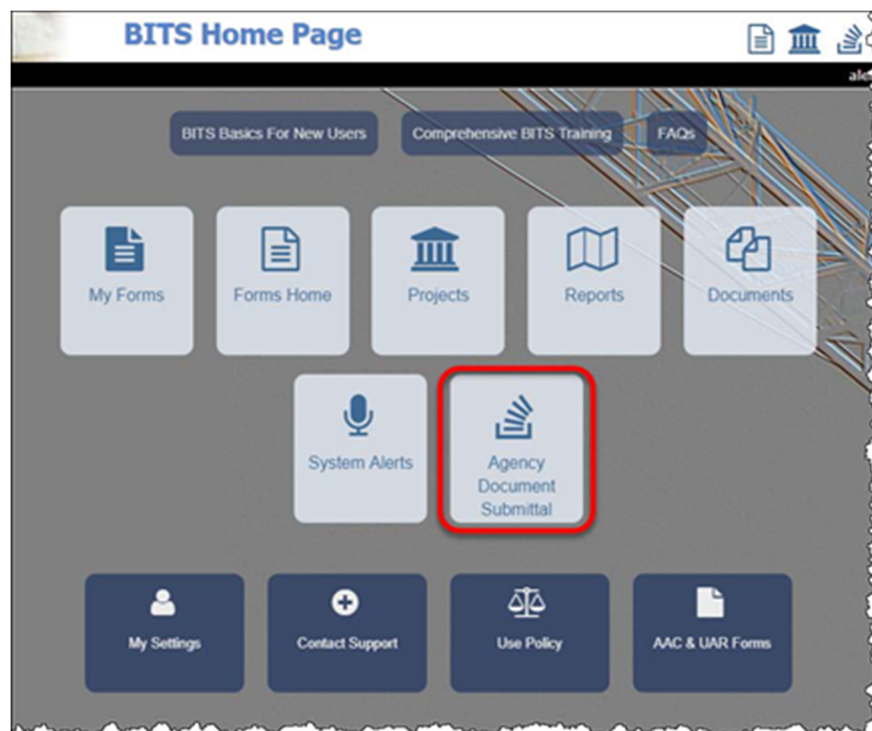 BITS Home Page
BITS Basics For New Users
Comprehensive BITS Training
FAQs
My Forms
Forms Home
Projects
Reports
Documents
System Alerts
Agency
Document
Submittal
My Settings
Contact Support
Use Policy
AAC & UAR Forms